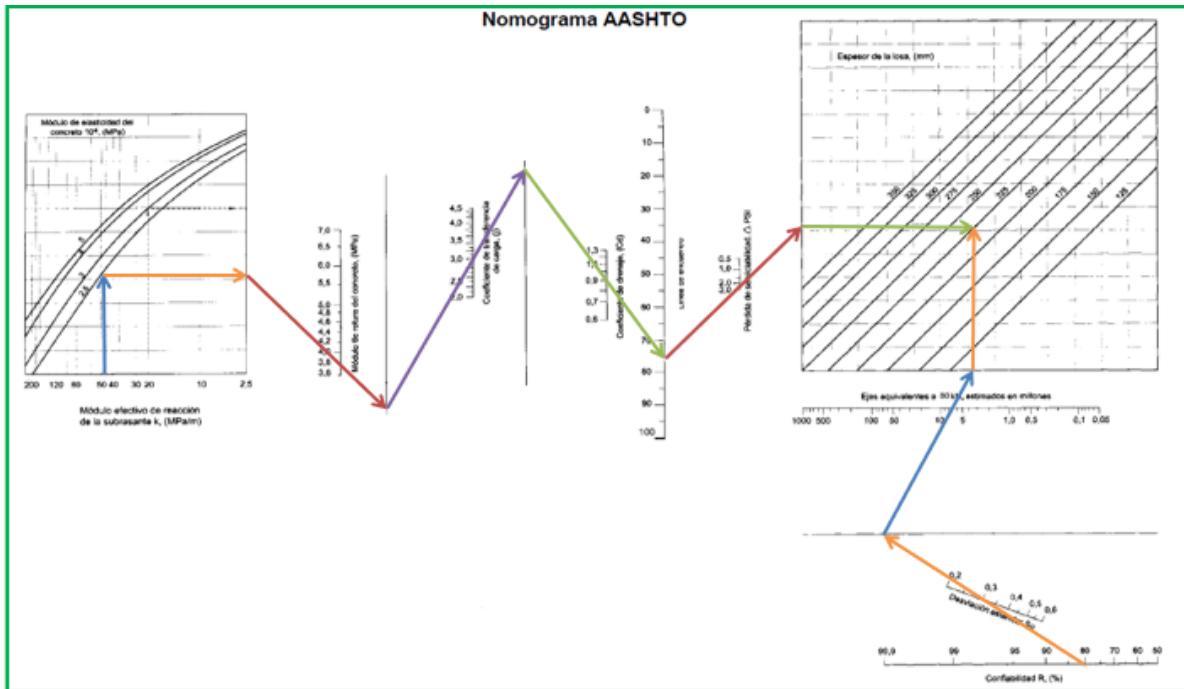 Nomograma AASHTO
Módulo de elasticidad del
concreto 10⁴, (MPa)
2,5
3
200 120 50 40 30 20 10 2,5
Módulo efectivo de reacción
de la subrasante k, (MPa/m)
7,0
6,5
6,0
5,5
5,0
4,8
4,6
4,4
4,2
4,0
3,8
3,6
Módulo de rotura del concreto, (MPa)
4,5
4,0
3,5
3,0
2,5
2,0
Coeficiente de transferencia
de carga, (J)
1,3
1,1
0,9
0,7
0,5
Coeficiente de drenaje, (Cd)
0
10
20
30
40
50
60
70
80
90
100
0.5
1.0
2.0
3.0
Pérdida de serviciabilidad, △ PSI
Espesor de la losa, (mm)
325 300 275 225 200 175 150 125
Ejes equivalentes a 80 kN, estimados en millones
1000 500 100 50 10 5 1,0 0,5 0,1 0,05
0,2 0,3 0,4 0,5 0,6
Desviación estándar So
99,9 99 95 90 80 70 60 50
Confiabilidad R, (%)